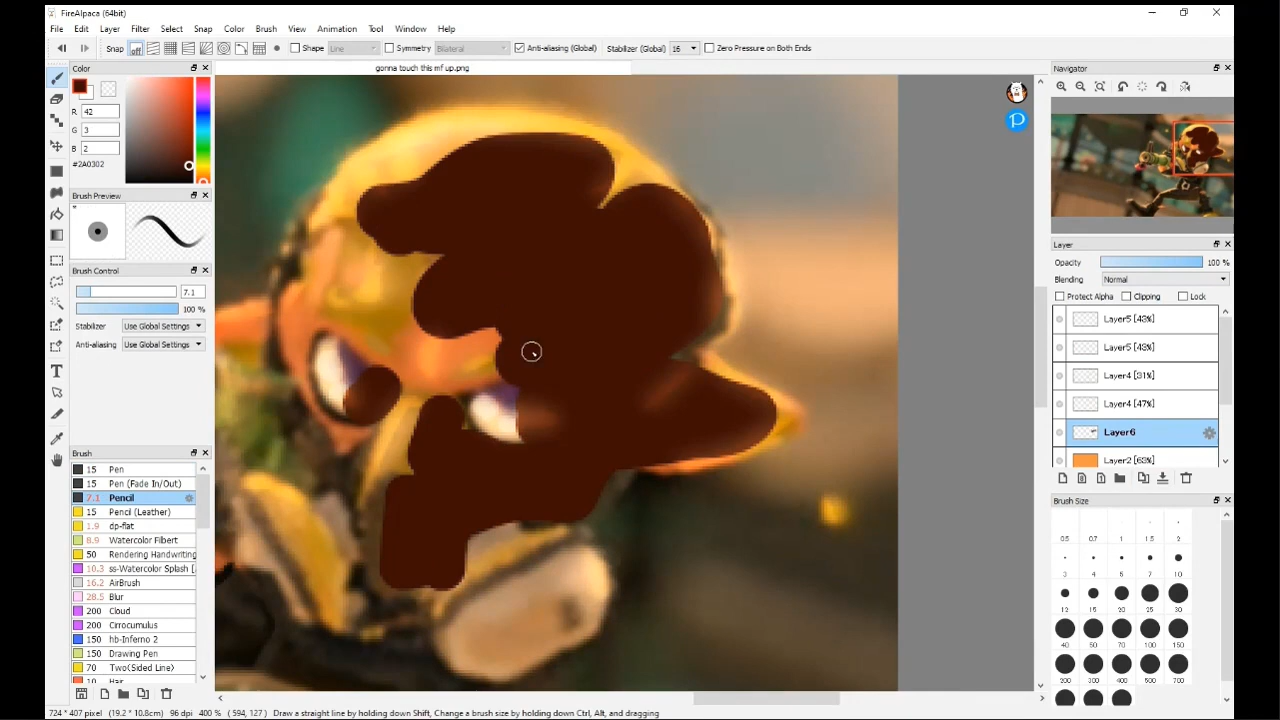 FireAlpaca (64bit)
File Edit Layer Filter Select Snap Color Brush View Animation Tool Window Help
Snap off Shape Line Symmetry Bilateral Anti-aliasing (Global) Stabilizer (Global) 16 Zero Pressure on Both Ends
gonna touch this mf up.png
Color
R 42
G 3
B 2
#2A0302
Brush Preview
Brush Control
7.1
100 %
Stabilizer Use Global Settings
Anti-aliasing Use Global Settings
Brush
15 Pen
15 Pen (Fade In/Out)
7.1 Pencil
15 Pencil (Leather)
1.9 dp-flat
8.9 Watercolor Filbert
50 Rendering Handwriting
10.3 ss-Watercolor Splash [
16.2 AirBrush
28.5 Blur
200 Cloud
200 Cirrocumulus
150 hb-Inferno 2
150 Drawing Pen
70 Two(Sided Line)
10 Hair
Navigator
Layer
Opacity 100 %
Blending Normal
Protect Alpha Clipping Lock
Layer5 [43%]
Layer5 [43%]
Layer4 [31%]
Layer4 [47%]
Layer6
Layer2 [63%]
Brush Size
0.5 0.7 1 1.5 2
3 4 5 7 10
12 15 20 25 30
40 50 70 100 150
200 300 400 500 700
724 * 407 pixel (19.2 * 10.8cm) 96 dpi 400 % ( 594, 127 ) Draw a straight line by holding down Shift, Change a brush size by holding down Ctrl, Alt, and dragging